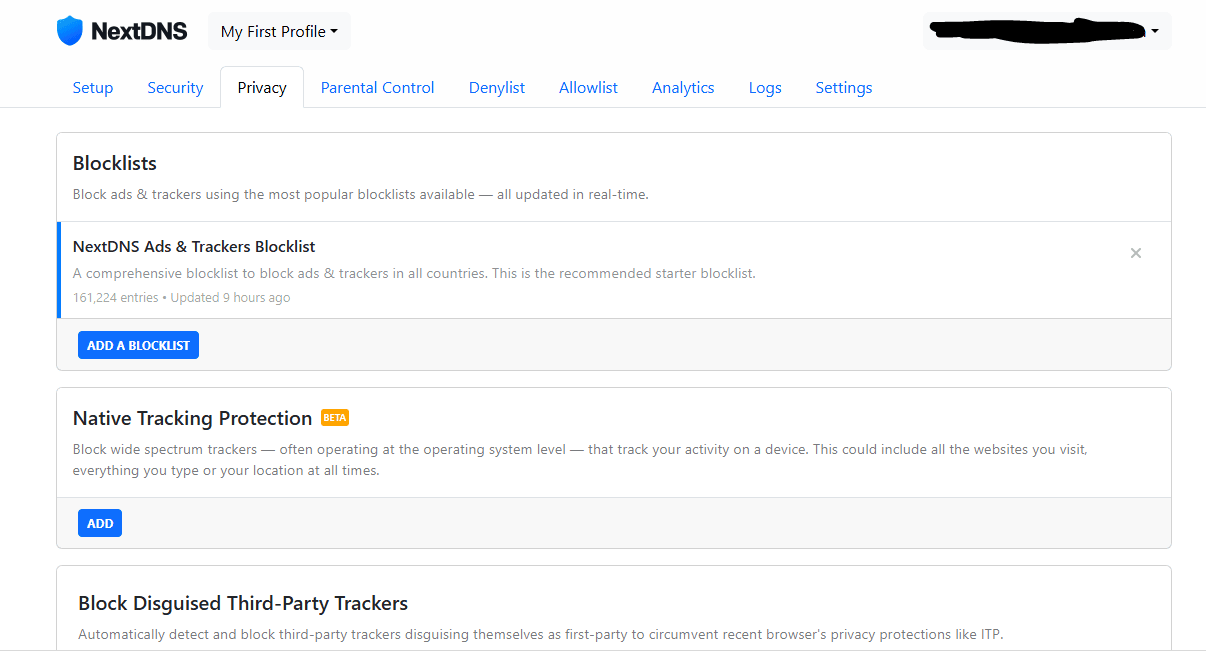 NextDNS My First Profile
Setup Security Privacy Parental Control Denylist Allowlist Analytics Logs Settings
Blocklists
Block ads & trackers using the most popular blocklists available — all updated in real-time.
NextDNS Ads & Trackers Blocklist
A comprehensive blocklist to block ads & trackers in all countries. This is the recommended starter blocklist.
161,224 entries • Updated 9 hours ago
ADD A BLOCKLIST
Native Tracking Protection BETA
Block wide spectrum trackers — often operating at the operating system level — that track your activity on a device. This could include all the websites you visit,
everything you type or your location at all times.
ADD
Block Disguised Third-Party Trackers
Automatically detect and block third-party trackers disguising themselves as first-party to circumvent recent browser's privacy protections like ITP.